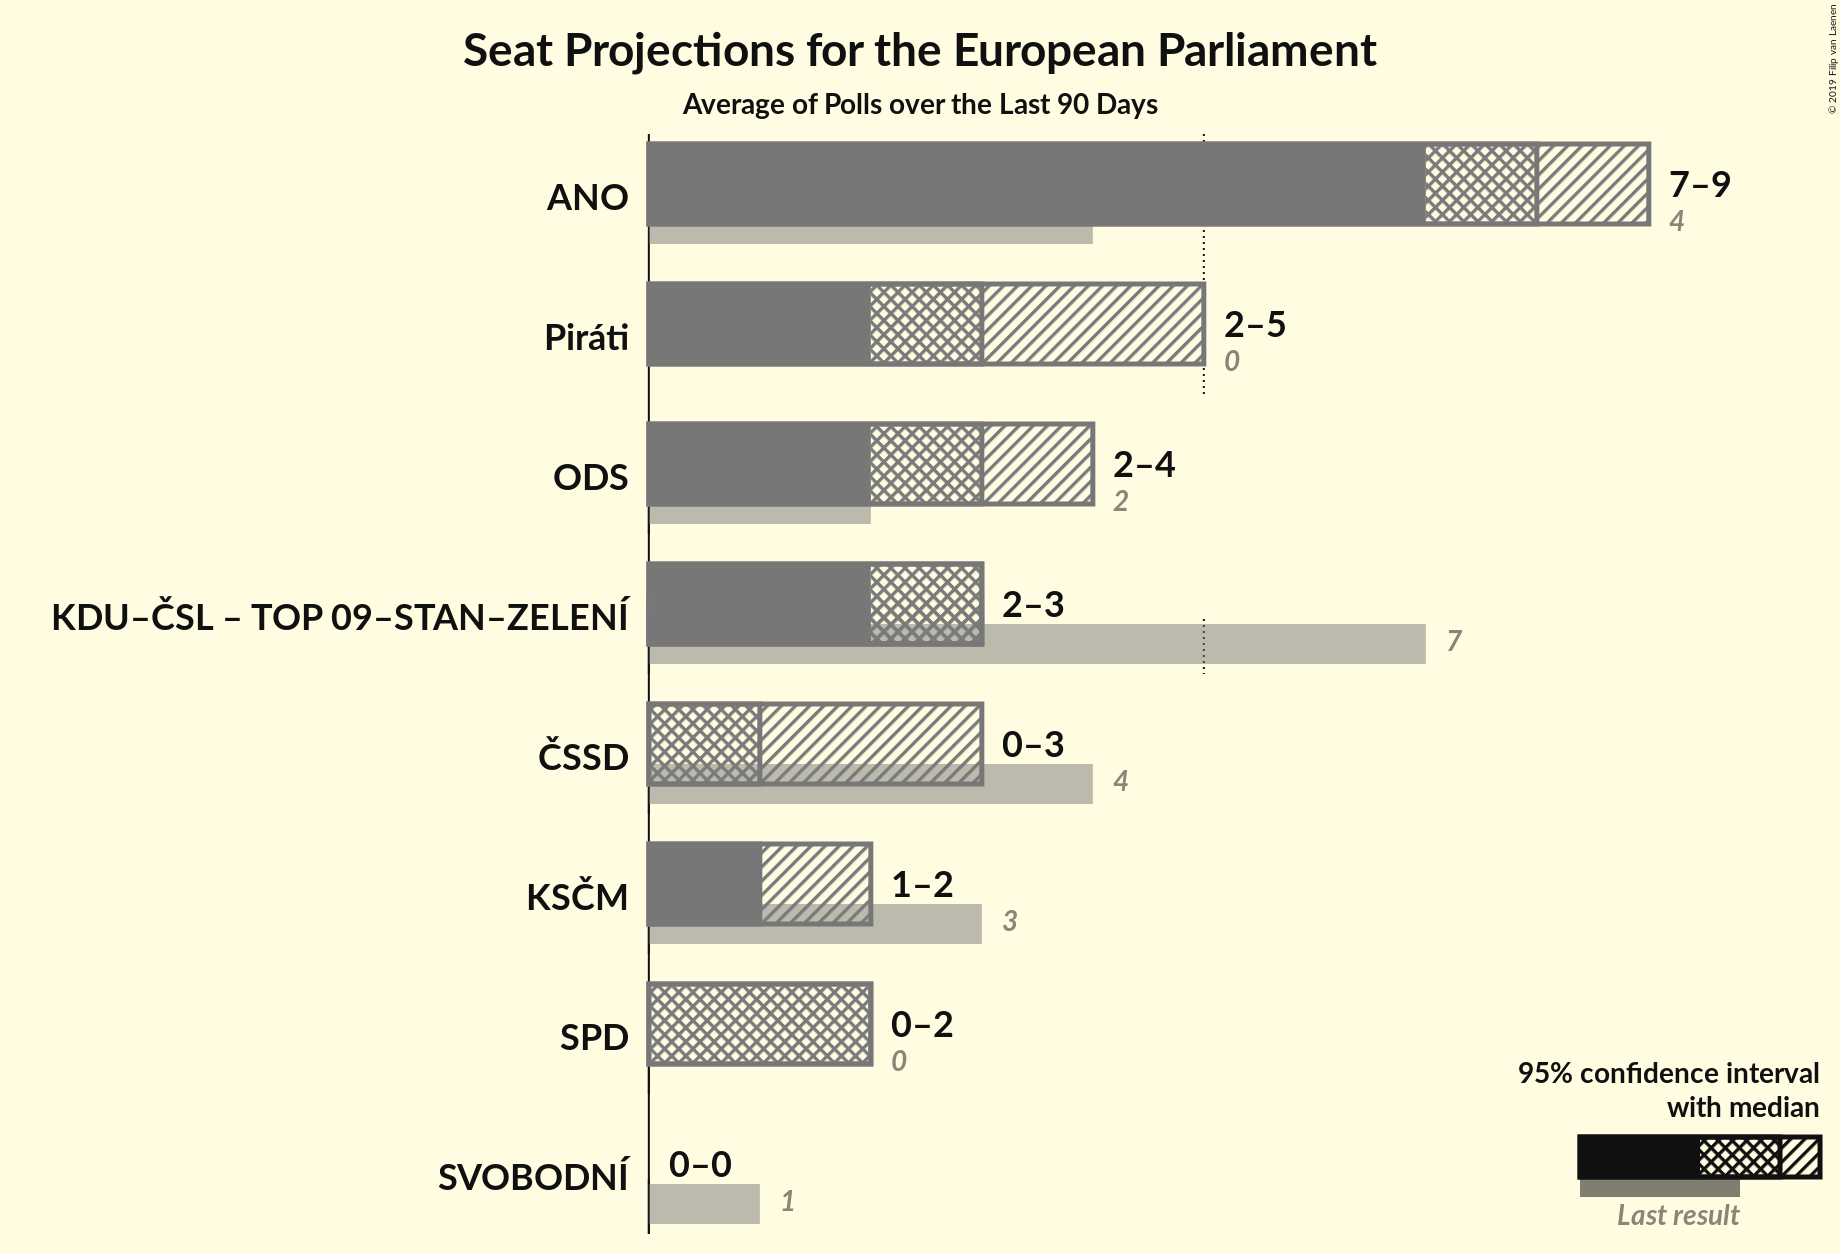 Seat Projections for the European Parliament
Average of Polls over the Last 90 Days
© 2019 Filip van Laenen
ANO
7–9
4
Piráti
2–5
0
ODS
2–4
2
KDU–ČSL – TOP 09–STAN–ZELENÍ
2–3
7
ČSSD
0–3
4
KSČM
1–2
3
SPD
0–2
0
SVOBODNÍ
0–0
1
95% confidence interval
with median
Last result